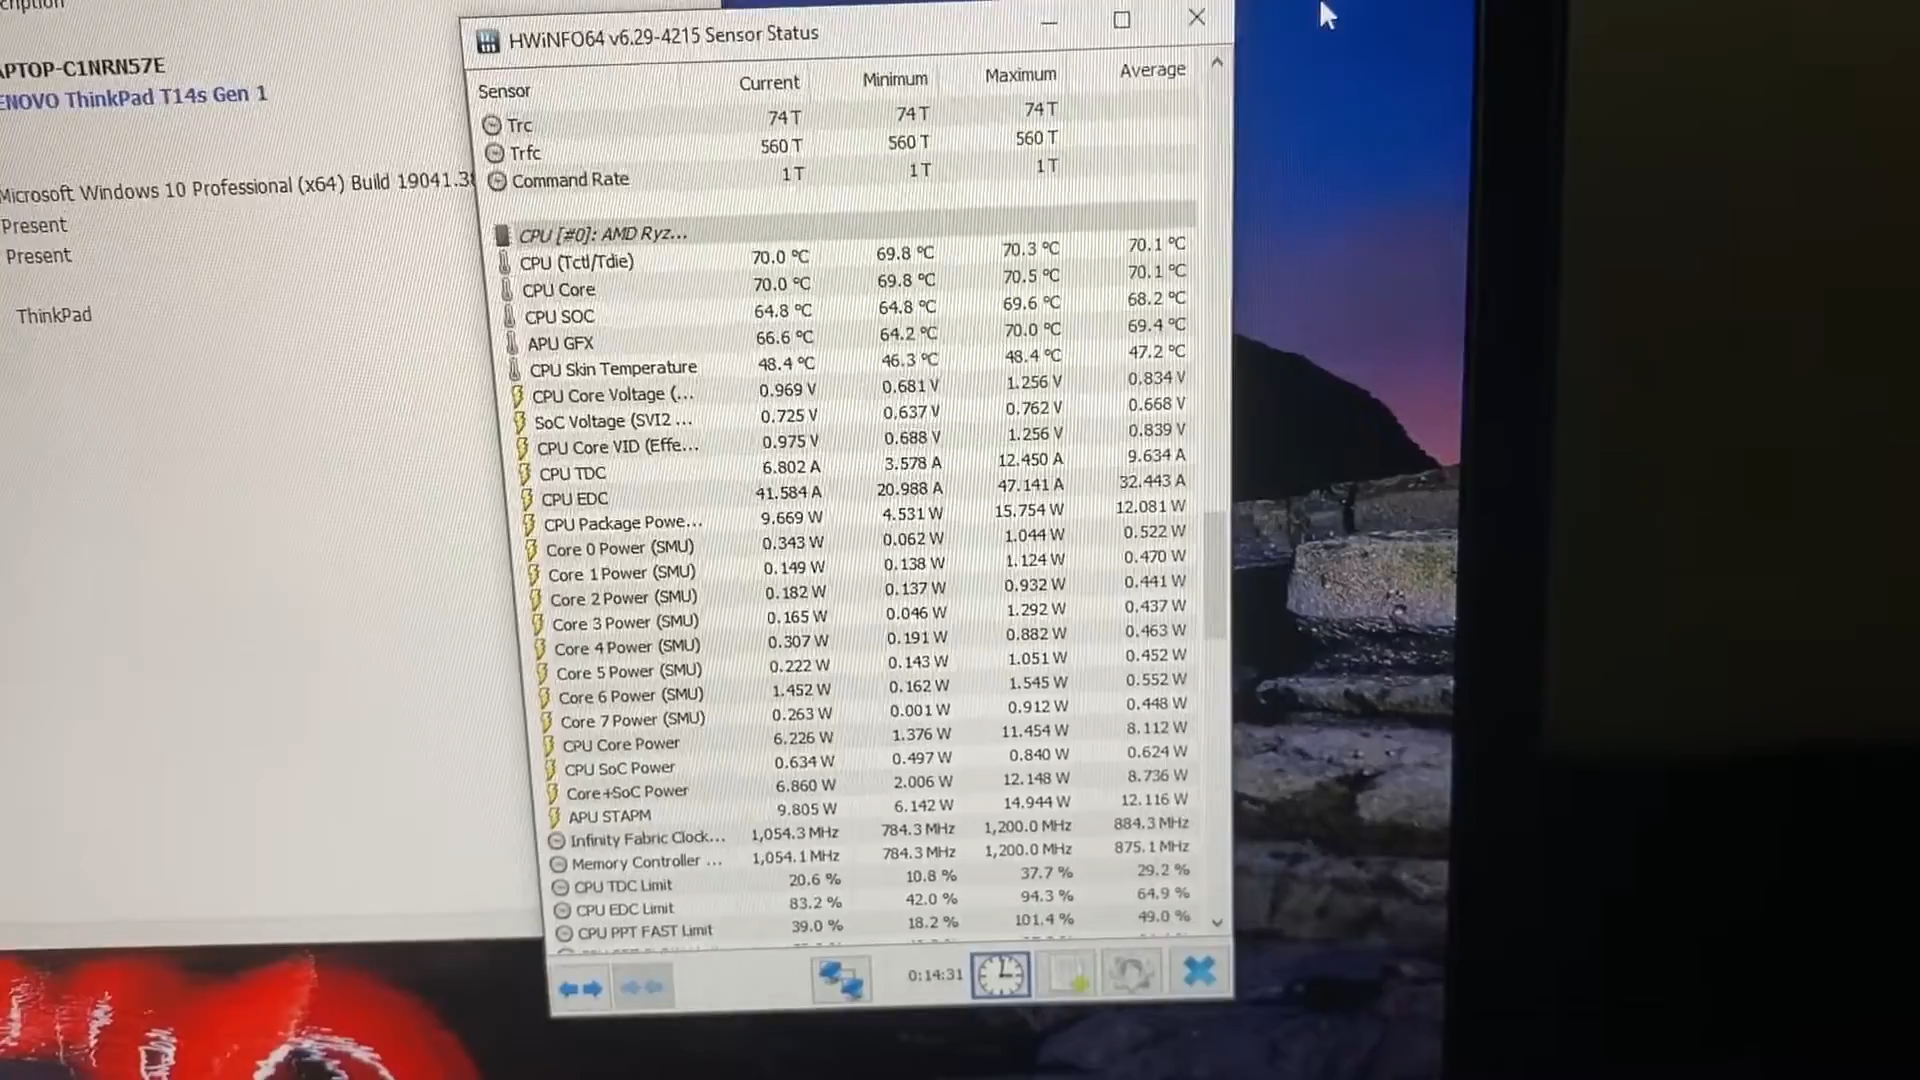 cription
APTOP-C1NRN57E
ENOVO ThinkPad T14s Gen 1
Microsoft Windows 10 Professional (x64) Build 19041.3
Present
Present
ThinkPad
HWiNFO64 v6.29-4215 Sensor Status
Sensor Current Minimum Maximum Average
Trc 74 T 74 T 74 T
Trfc 560 T 560 T 560 T
Command Rate 1 T 1 T 1 T
CPU [#0]: AMD Ryz...
CPU (Tctl/Tdie) 70.0 °C 69.8 °C 70.3 °C 70.1 °C
CPU Core 70.0 °C 69.8 °C 70.5 °C 70.1 °C
CPU SOC 64.8 °C 64.8 °C 69.6 °C 68.2 °C
APU GFX 66.6 °C 64.2 °C 70.0 °C 69.4 °C
CPU Skin Temperature 48.4 °C 46.3 °C 48.4 °C 47.2 °C
CPU Core Voltage (... 0.969 V 0.681 V 1.256 V 0.834 V
SoC Voltage (SVI2 ... 0.725 V 0.637 V 0.762 V 0.668 V
CPU Core VID (Effe... 0.975 V 0.688 V 1.256 V 0.839 V
CPU TDC 6.802 A 3.578 A 12.450 A 9.634 A
CPU EDC 41.584 A 20.988 A 47.141 A 32.443 A
CPU Package Powe... 9.669 W 4.531 W 15.754 W 12.081 W
Core 0 Power (SMU) 0.343 W 0.062 W 1.044 W 0.522 W
Core 1 Power (SMU) 0.149 W 0.138 W 1.124 W 0.470 W
Core 2 Power (SMU) 0.182 W 0.137 W 0.932 W 0.441 W
Core 3 Power (SMU) 0.165 W 0.046 W 1.292 W 0.437 W
Core 4 Power (SMU) 0.307 W 0.191 W 0.882 W 0.463 W
Core 5 Power (SMU) 0.222 W 0.143 W 1.051 W 0.452 W
Core 6 Power (SMU) 1.452 W 0.162 W 1.545 W 0.552 W
Core 7 Power (SMU) 0.263 W 0.001 W 0.912 W 0.448 W
CPU Core Power 6.226 W 1.376 W 11.454 W 8.112 W
CPU SoC Power 0.634 W 0.497 W 0.840 W 0.624 W
Core+SoC Power 6.860 W 2.006 W 12.148 W 8.736 W
APU STAPM 9.805 W 6.142 W 14.944 W 12.116 W
Infinity Fabric Clock... 1,054.3 MHz 784.3 MHz 1,200.0 MHz 884.3 MHz
Memory Controller ... 1,054.1 MHz 784.3 MHz 1,200.0 MHz 875.1 MHz
CPU TDC Limit 20.6 % 10.8 % 37.7 % 29.2 %
CPU EDC Limit 83.2 % 42.0 % 94.3 % 64.9 %
CPU PPT FAST Limit 39.0 % 18.2 % 101.4 % 49.0 %
0:14:31